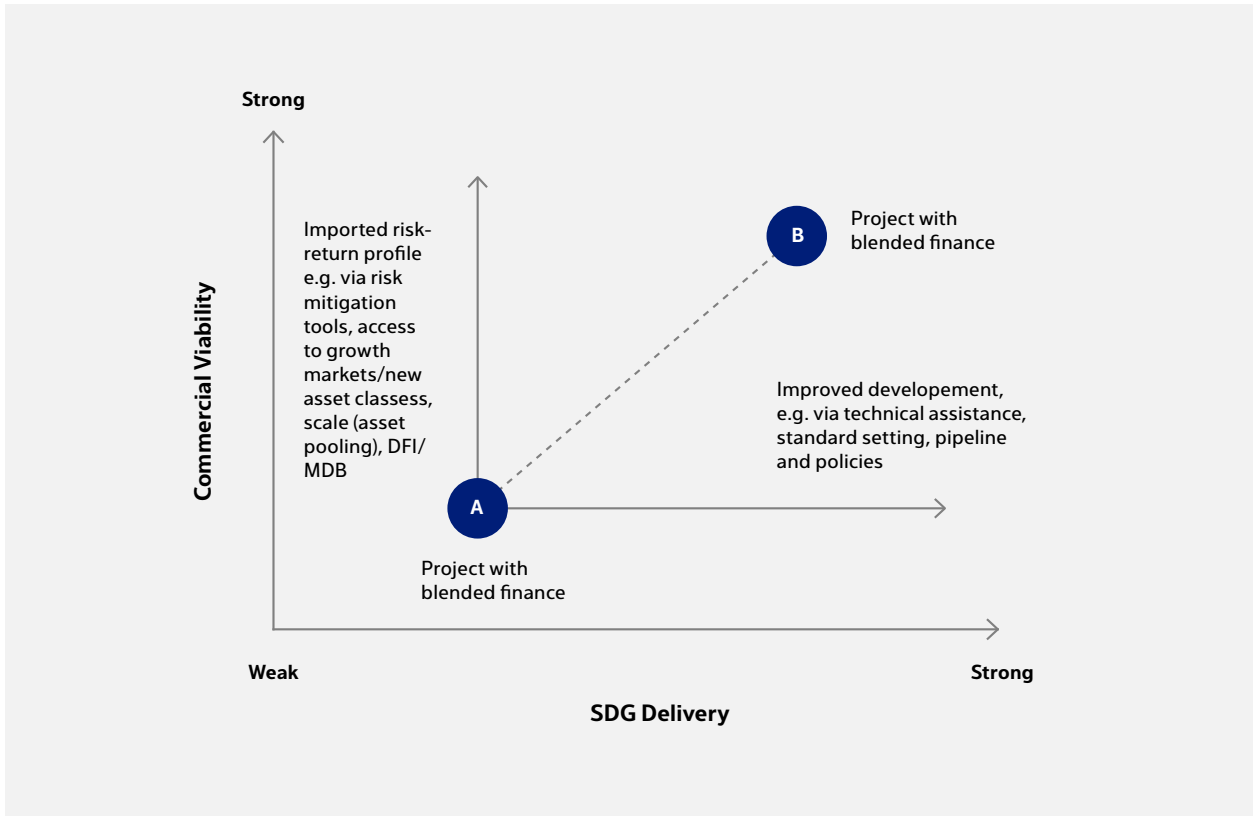 Strong
Imported risk-
return profile
e.g. via risk
mitigation
tools, access
to growth
markets/new
asset classess,
scale (asset
pooling), DFI/
MDB
Commercial Viability
B
Project with
blended finance
Improved developement,
e.g. via technical assistance,
standard setting, pipeline
and policies
A
Project with
blended finance
Weak
Strong
SDG Delivery